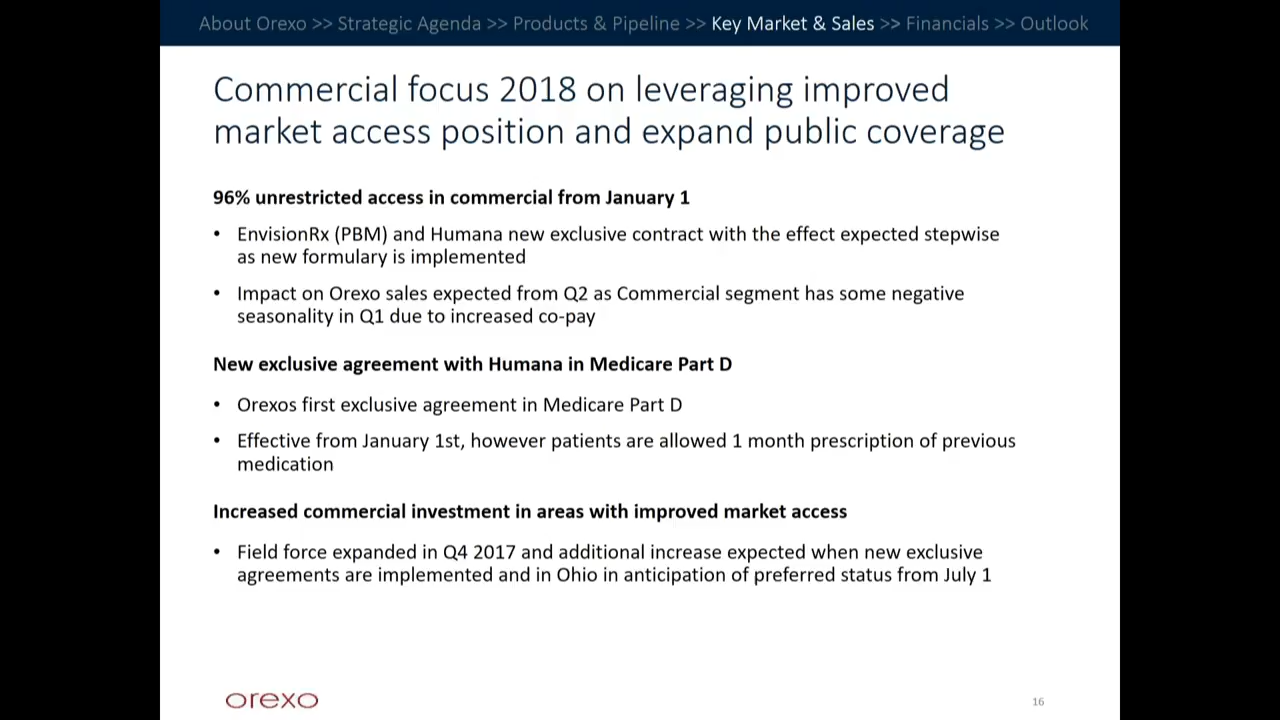 About Orexo >> Strategic Agenda >> Products & Pipeline >> Key Market & Sales >> Financials >> Outlook
Commercial focus 2018 on leveraging improved
market access position and expand public coverage
96% unrestricted access in commercial from January 1
• EnvisionRx (PBM) and Humana new exclusive contract with the effect expected stepwise
as new formulary is implemented
• Impact on Orexo sales expected from Q2 as Commercial segment has some negative
seasonality in Q1 due to increased co-pay
New exclusive agreement with Humana in Medicare Part D
• Orexos first exclusive agreement in Medicare Part D
• Effective from January 1st, however patients are allowed 1 month prescription of previous
medication
Increased commercial investment in areas with improved market access
• Field force expanded in Q4 2017 and additional increase expected when new exclusive
agreements are implemented and in Ohio in anticipation of preferred status from July 1
orexo
16